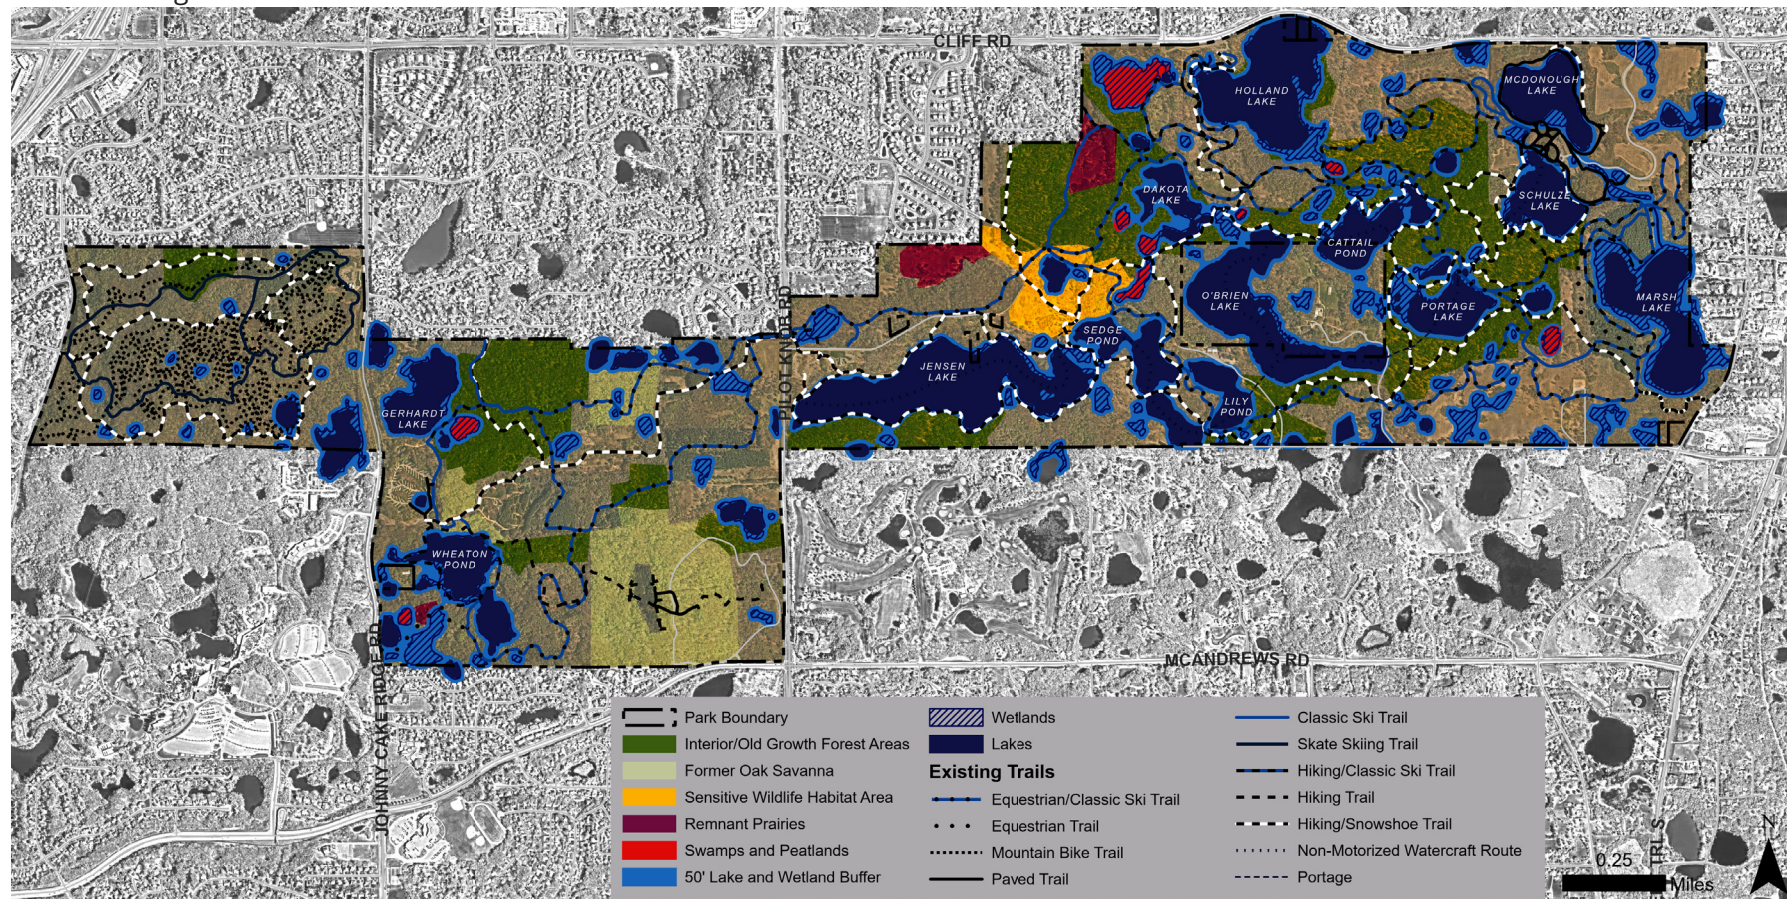 CLIFF RD
HOLLAND
LAKE
MCDONOUGH
LAKE
DAKOTA
LAKE
SCHULZE
LAKE
CATTAIL
POND
O'BRIEN
LAKE
PORTAGE
LAKE
MARSH
LAKE
SEDGE
POND
JENSEN
LAKE
LILY
POND
GERHARDT
LAKE
PILOT KNOB RD
WHEATON
POND
JOHNNY CAKE RIDGE RD
MCANDREWS RD
Park Boundary
Interior/Old Growth Forest Areas
Former Oak Savanna
Sensitive Wildlife Habitat Area
Remnant Prairies
Swamps and Peatlands
50' Lake and Wetland Buffer
Wetlands
Lakes
Existing Trails
Equestrian/Classic Ski Trail
Equestrian Trail
Mountain Bike Trail
Paved Trail
Classic Ski Trail
Skate Skiing Trail
Hiking/Classic Ski Trail
Hiking Trail
Hiking/Snowshoe Trail
Non-Motorized Watercraft Route
Portage
TRL S
0.25
Miles
N